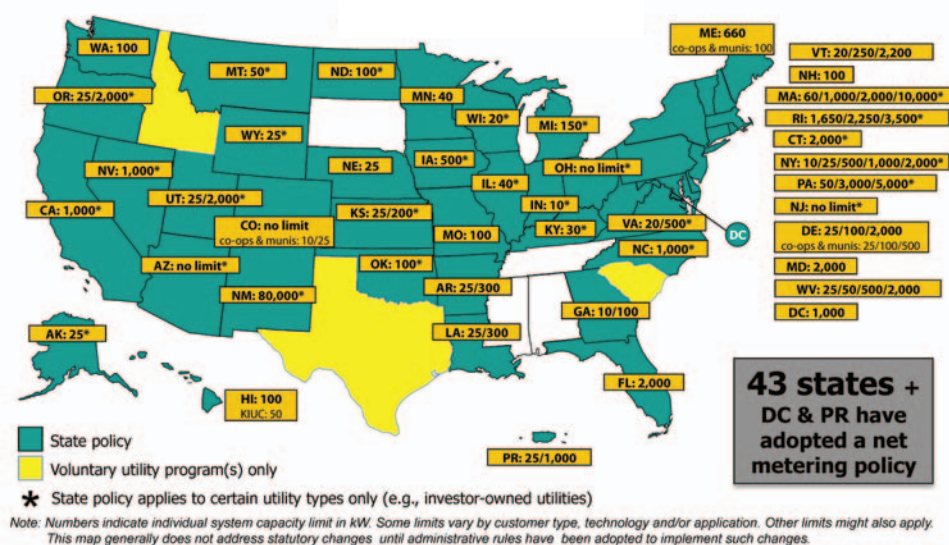 WA: 100
OR: 25/2,000*
MT: 50*
ND: 100*
WY: 25*
NV: 1,000*
UT: 25/2,000*
CA: 1,000*
CO: no limit
co-ops & munis: 10/25
AZ: no limit*
NM: 80,000*
NE: 25
KS: 25/200*
OK: 100*
MN: 40
WI: 20*
MI: 150*
IA: 500*
IL: 40*
IN: 10*
OH: no limit*
MO: 100
KY: 30*
VA: 20/500*
NC: 1,000*
AR: 25/300
LA: 25/300
GA: 10/100
FL: 2,000
AK: 25*
HI: 100
KIUC: 50
PR: 25/1,000
DC
ME: 660
co-ops & munis: 100
VT: 20/250/2,200
NH: 100
MA: 60/1,000/2,000/10,000*
RI: 1,650/2,250/3,500*
CT: 2,000*
NY: 10/25/500/1,000/2,000*
PA: 50/3,000/5,000*
NJ: no limit*
DE: 25/100/2,000
co-ops & munis: 25/100/500
MD: 2,000
WV: 25/50/500/2,000
DC: 1,000
43 states +
DC & PR have
adopted a net
metering policy
State policy
Voluntary utility program(s) only
* State policy applies to certain utility types only (e.g., investor-owned utilities)
Note: Numbers indicate individual system capacity limit in kW. Some limits vary by customer type, technology and/or application. Other limits might also apply.
This map generally does not address statutory changes until administrative rules have been adopted to implement such changes.